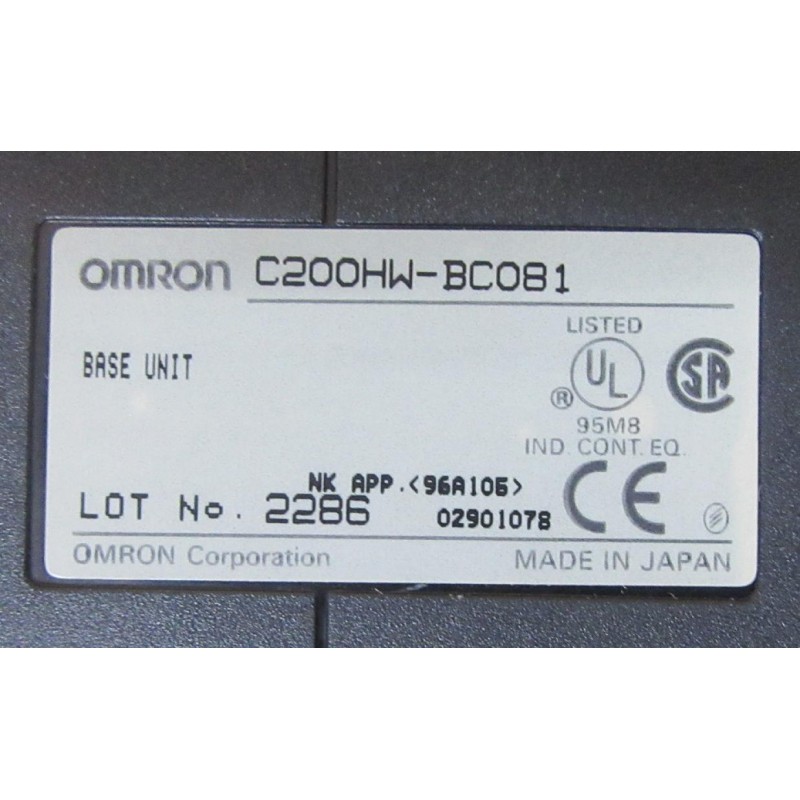 OMRON C200HW-BC081
LISTED
BASE UNIT
UL
SA
®
95M8
IND. CONT. EQ.
NK APP.<96A105>
LOT No. 2286 02901078 CE
OMRON Corporation MADE IN JAPAN